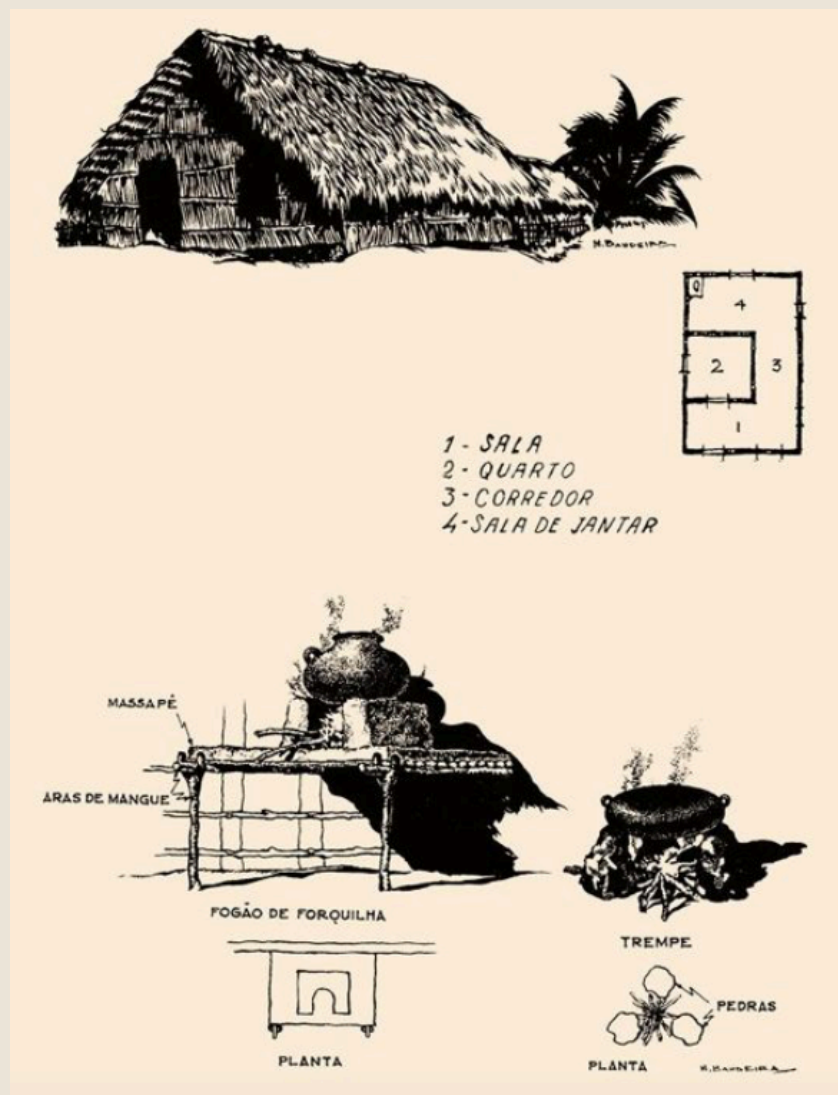 H. BANDEIRA
4
2
3
1
1 - SALA
2 - QUARTO
3 - CORREDOR
4 - SALA DE JANTAR
MASSAPÊ
ARAS DE MANGUE
FOGÃO DE FORQUILHA
TREMPE
PEDRAS
PLANTA
PLANTA
H. BANDEIRA